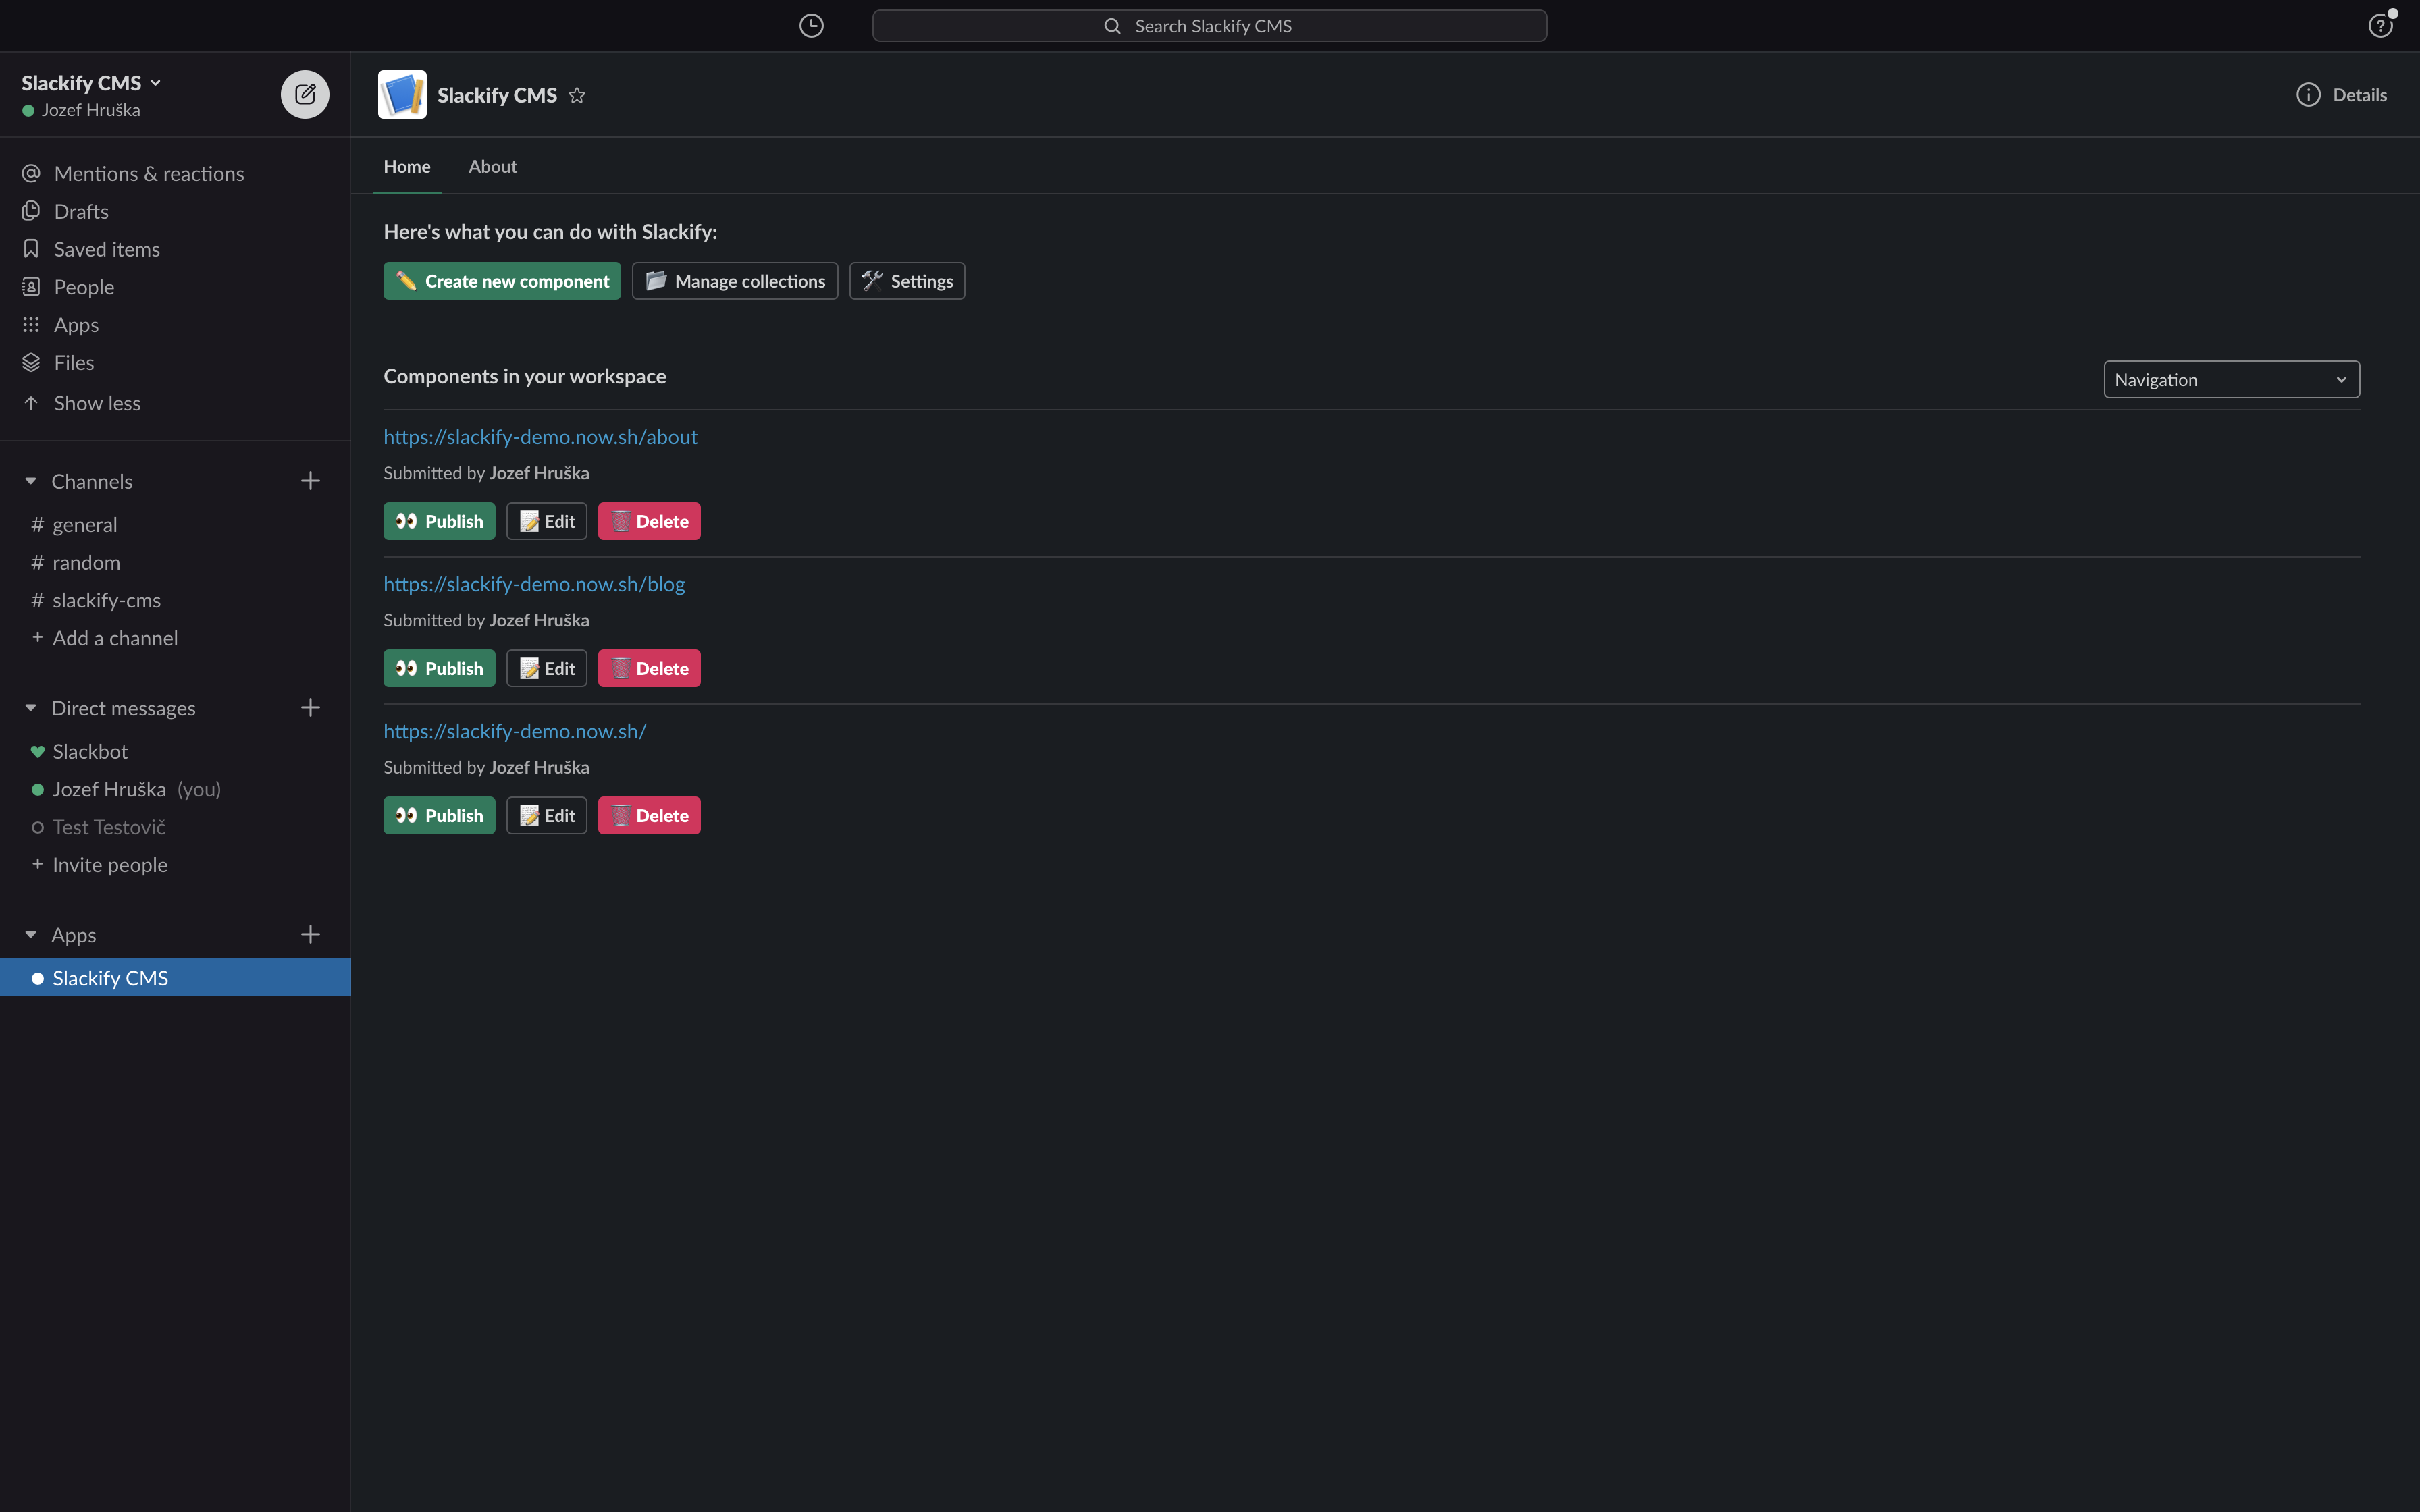 Search Slackify CMS
Slackify CMS
Jozef Hruška
Mentions & reactions
Drafts
Saved items
People
Apps
Files
Show less
Channels
# general
# random
# slackify-cms
+ Add a channel
Direct messages
Slackbot
Jozef Hruška (you)
Test Testovič
+ Invite people
Apps
Slackify CMS
Slackify CMS
Details
Home About
Here's what you can do with Slackify:
Create new component Manage collections Settings
Components in your workspace
Navigation
https://slackify-demo.now.sh/about
Submitted by Jozef Hruška
Publish Edit Delete
https://slackify-demo.now.sh/blog
Submitted by Jozef Hruška
Publish Edit Delete
https://slackify-demo.now.sh/
Submitted by Jozef Hruška
Publish Edit Delete